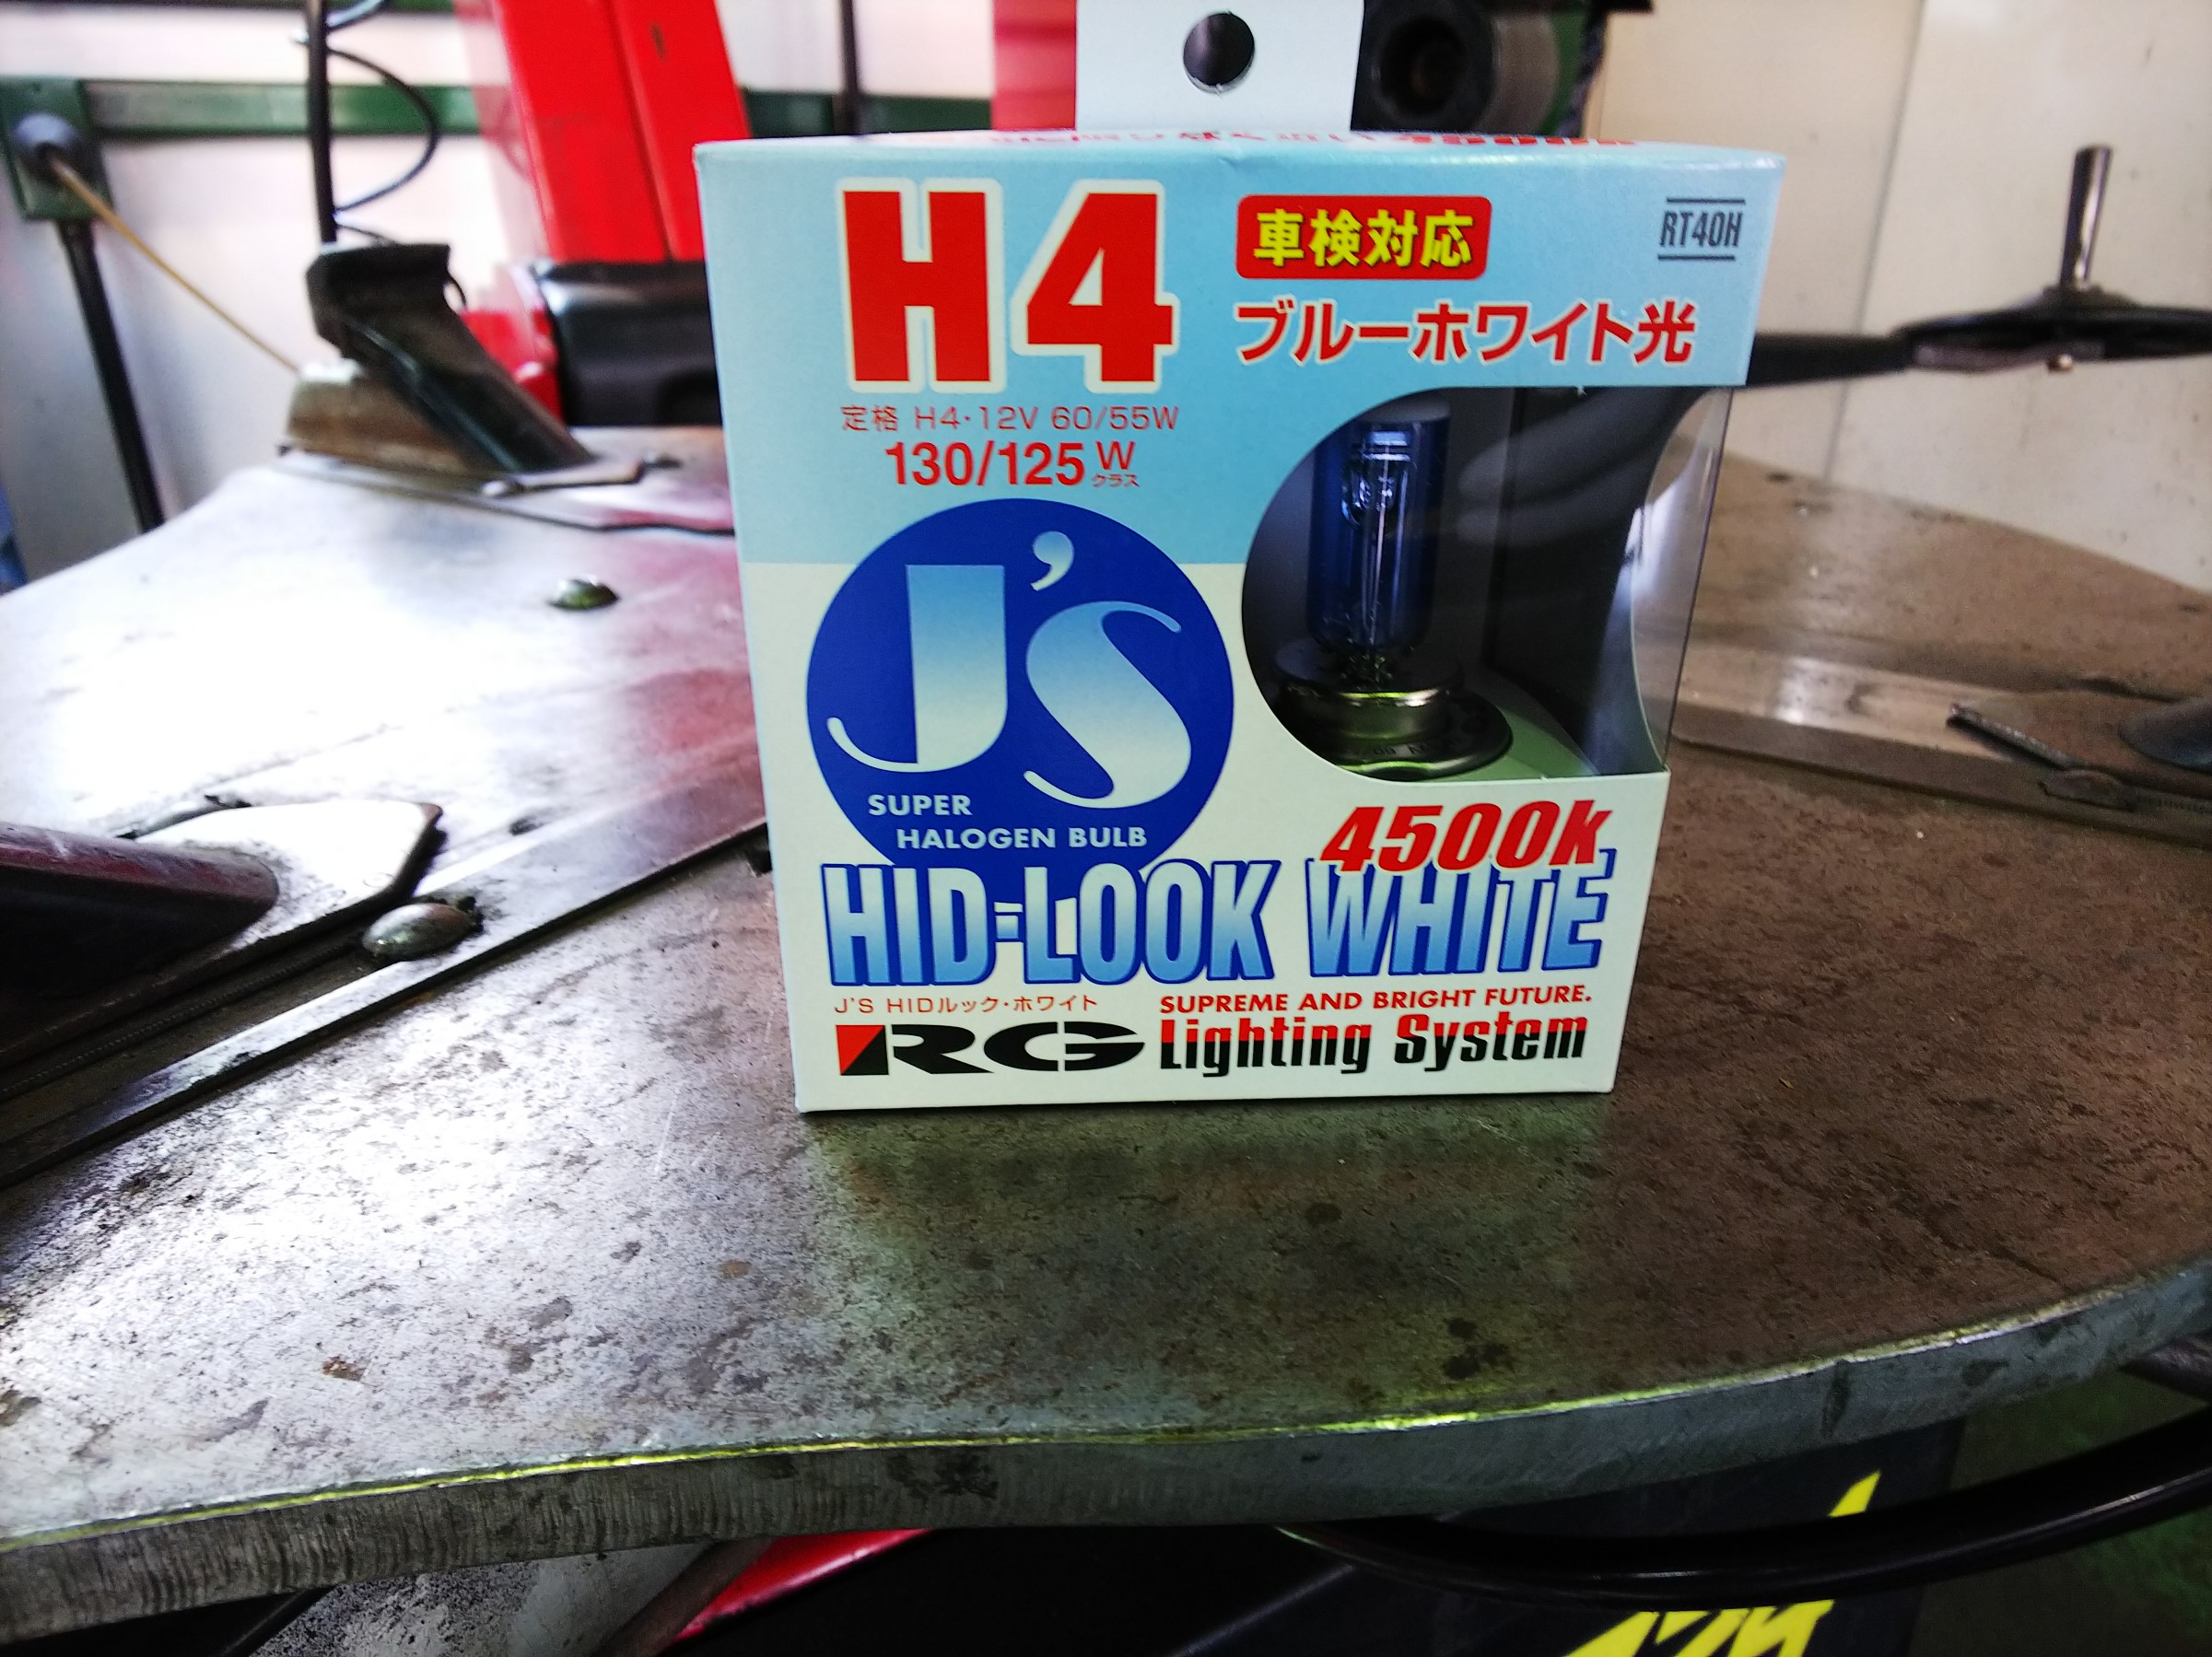 H4
車検対応
RT40H
ブルーホワイト光
定格 H4・12V 60/55W
130/125W
クラス
J's
SUPER
HALOGEN BULB
4500k
HID-LOOK WHITE
J'S HIDルック・ホワイト
SUPREME AND BRIGHT FUTURE.
RG Lighting System